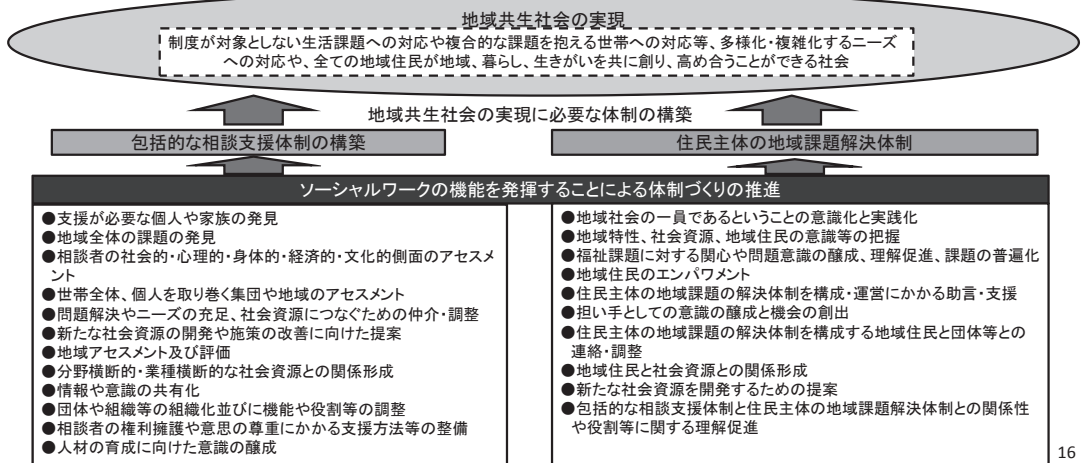 地域共生社会の実現
制度が対象としない生活課題への対応や複合的な課題を抱える世帯への対応等、多様化・複雑化するニーズ
への対応や、全ての地域住民が地域、暮らし、生きがいを共に創り、高め合うことができる社会
地域共生社会の実現に必要な体制の構築
包括的な相談支援体制の構築
住民主体の地域課題解決体制
ソーシャルワークの機能を発揮することによる体制づくりの推進
●支援が必要な個人や家族の発見
●地域全体の課題の発見
●相談者の社会的・心理的・身体的・経済的・文化的側面のアセスメ
ント
●世帯全体、個人を取り巻く集団や地域のアセスメント
●問題解決やニーズの充足、社会資源につなぐための仲介・調整
●新たな社会資源の開発や施策の改善に向けた提案
●地域アセスメント及び評価
●分野横断的・業種横断的な社会資源との関係形成
●情報や意識の共有化
●団体や組織等の組織化並びに機能や役割等の調整
●相談者の権利擁護や意思の尊重にかかる支援方法等の整備
●人材の育成に向けた意識の醸成
●地域社会の一員であるということの意識化と実践化
●地域特性、社会資源、地域住民の意識等の把握
●福祉課題に対する関心や問題意識の醸成、理解促進、課題の普遍化
●地域住民のエンパワメント
●住民主体の地域課題の解決体制を構成・運営にかかる助言・支援
●担い手としての意識の醸成と機会の創出
●住民主体の地域課題の解決体制を構成する地域住民と団体等との
連絡・調整
●地域住民と社会資源との関係形成
●新たな社会資源を開発するための提案
●包括的な相談支援体制と住民主体の地域課題解決体制との関係性
や役割等に関する理解促進
16